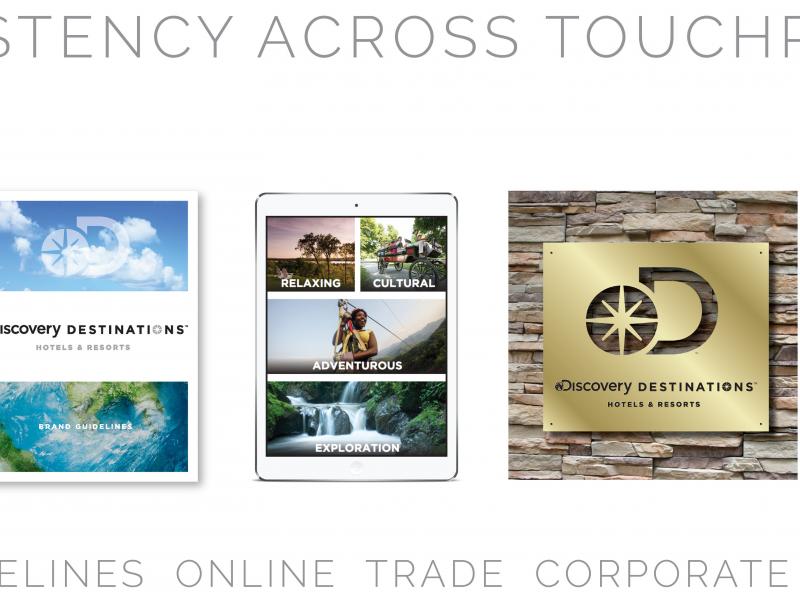 STENCY ACROSS TOUCHP
iscovery DESTINATIONS™
HOTELS & RESORTS
BRAND GUIDELINES
RELAXING
CULTURAL
ADVENTUROUS
EXPLORATION
Discovery DESTINATIONS™
HOTELS & RESORTS
ELINES ONLINE TRADE CORPORATE